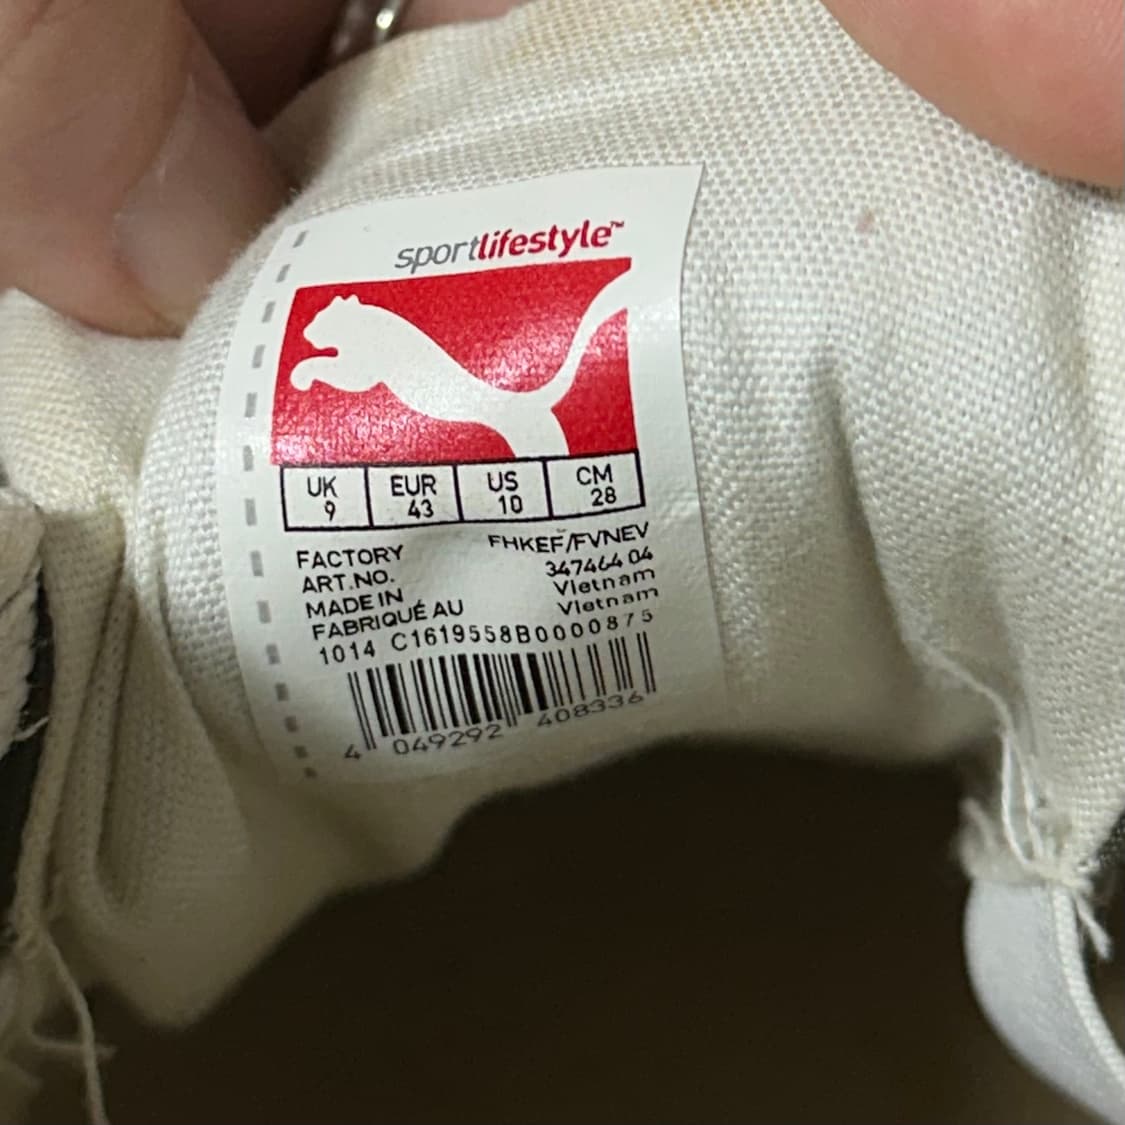 sportlifestyle™
UK EUR US CM
9 43 10 28
FACTORY FHKEF/FVNEV
ART.NO. 347464 04
MADE IN Vietnam
FABRIQUÉ AU Vietnam
1014 C1619558B0000875
4 049292 408336